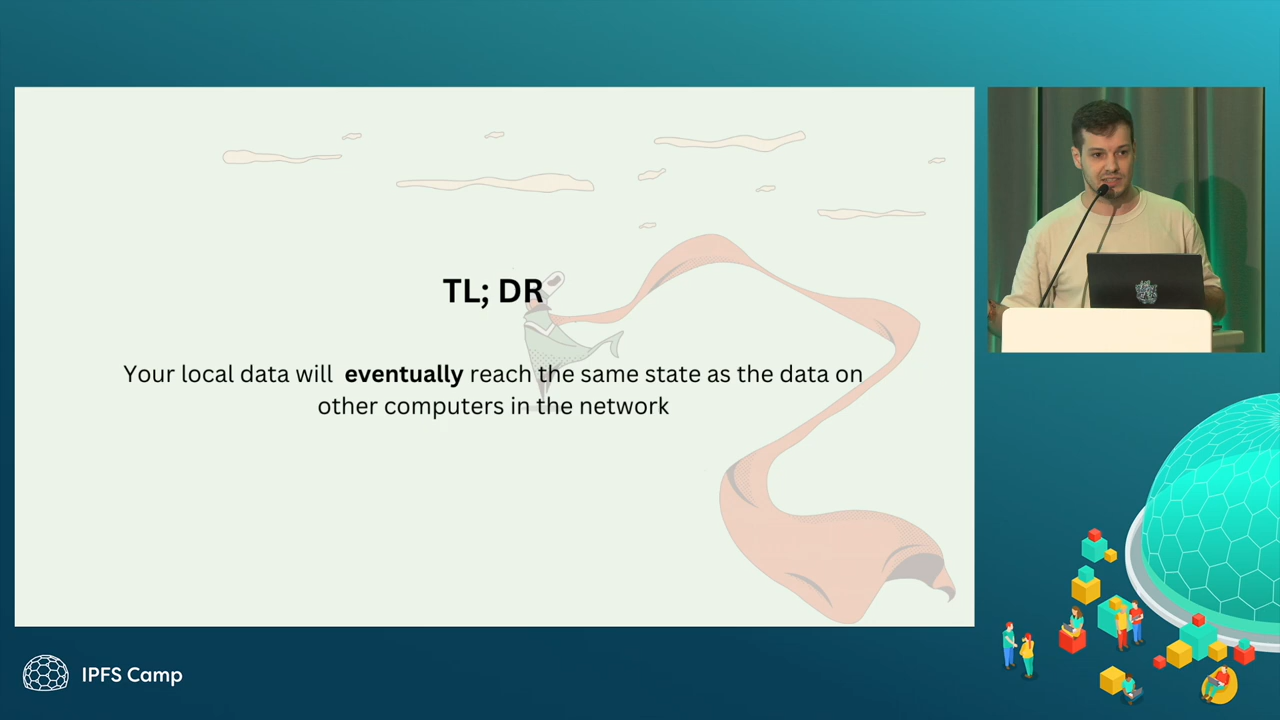 TL; DR
Your local data will eventually reach the same state as the data on
other computers in the network
IPFS Camp